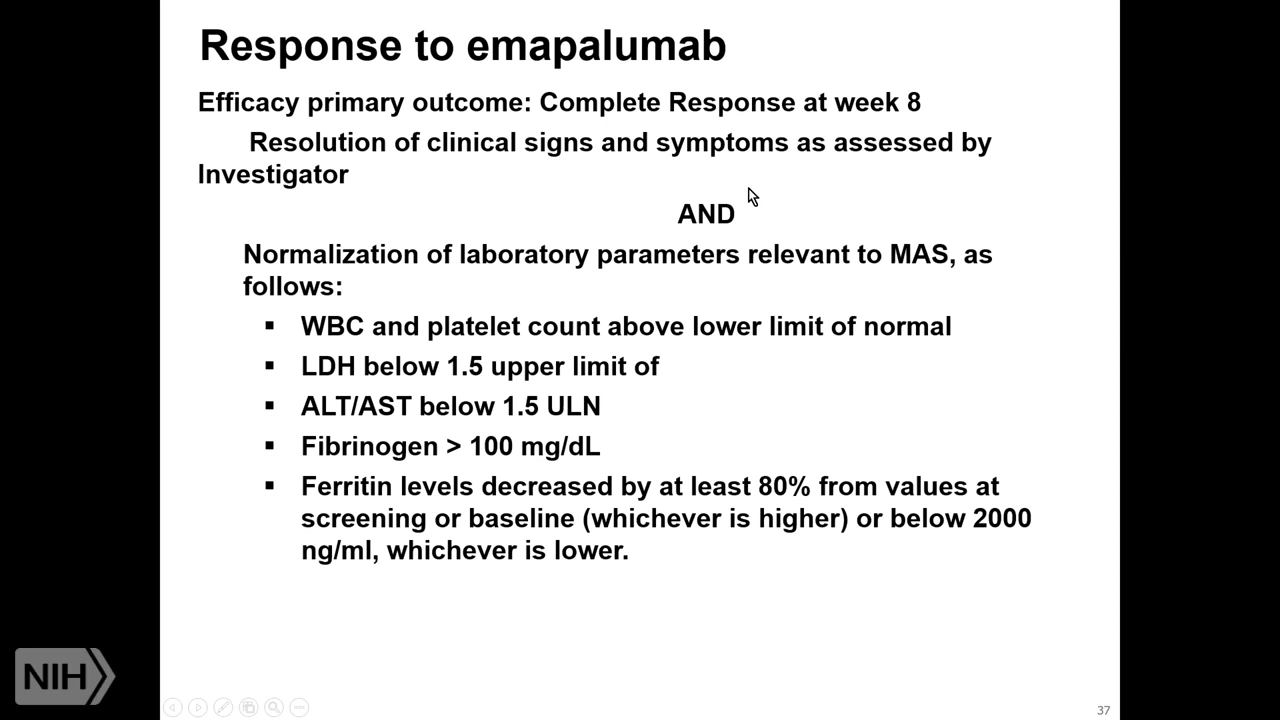 Response to emapalumab
Efficacy primary outcome: Complete Response at week 8
Resolution of clinical signs and symptoms as assessed by
Investigator
AND
Normalization of laboratory parameters relevant to MAS, as
follows:
▪ WBC and platelet count above lower limit of normal
▪ LDH below 1.5 upper limit of
▪ ALT/AST below 1.5 ULN
▪ Fibrinogen > 100 mg/dL
▪ Ferritin levels decreased by at least 80% from values at
screening or baseline (whichever is higher) or below 2000
ng/ml, whichever is lower.
NIH
37